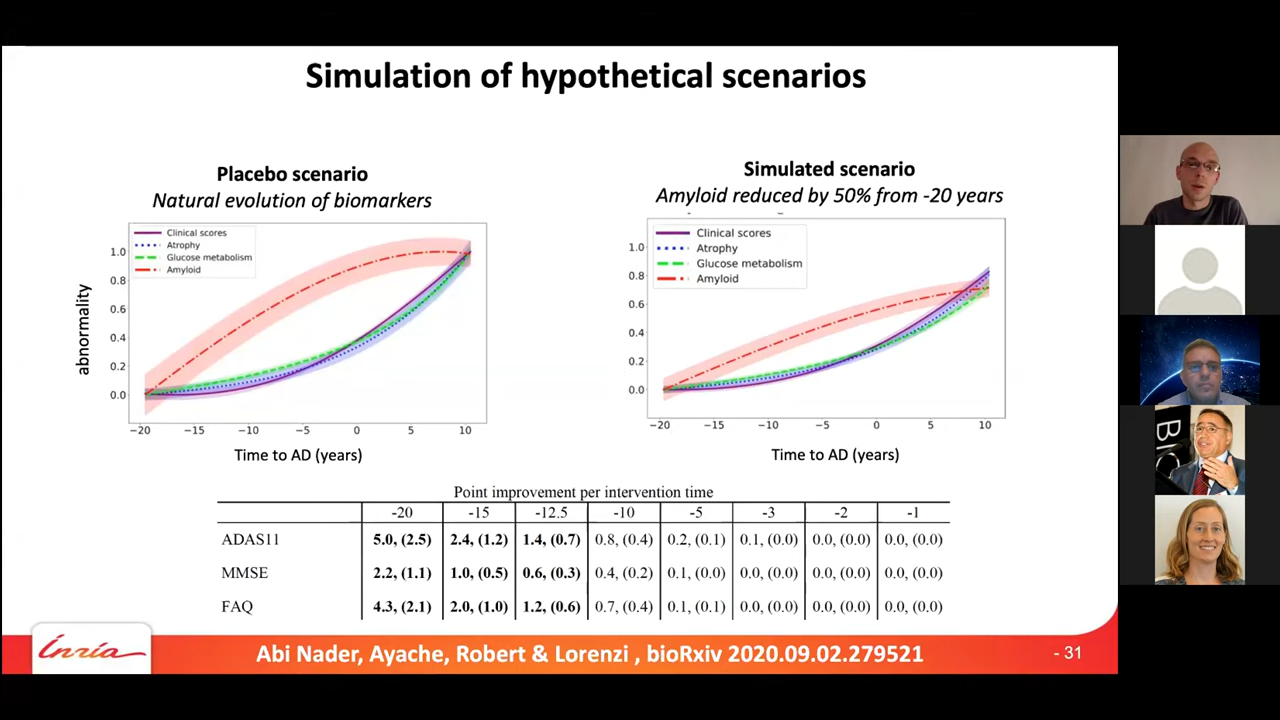 Simulation of hypothetical scenarios
Placebo scenario
Natural evolution of biomarkers
Clinical scores
Atrophy
Glucose metabolism
Amyloid
1.0
0.8
0.6
0.4
0.2
0.0
abnormality
−20 −15 −10 −5 0 5 10
Time to AD (years)
Simulated scenario
Amyloid reduced by 50% from -20 years
Clinical scores
Atrophy
Glucose metabolism
Amyloid
1.0
0.8
0.6
0.4
0.2
0.0
−20 −15 −10 −5 0 5 10
Time to AD (years)
Point improvement per intervention time
-20 -15 -12.5 -10 -5 -3 -2 -1
ADAS11 5.0, (2.5) 2.4, (1.2) 1.4, (0.7) 0.8, (0.4) 0.2, (0.1) 0.1, (0.0) 0.0, (0.0) 0.0, (0.0)
MMSE 2.2, (1.1) 1.0, (0.5) 0.6, (0.3) 0.4, (0.2) 0.1, (0.0) 0.0, (0.0) 0.0, (0.0) 0.0, (0.0)
FAQ 4.3, (2.1) 2.0, (1.0) 1.2, (0.6) 0.7, (0.4) 0.1, (0.1) 0.0, (0.0) 0.0, (0.0) 0.0, (0.0)
Inria
Abi Nader, Ayache, Robert & Lorenzi , bioRxiv 2020.09.02.279521
- 31